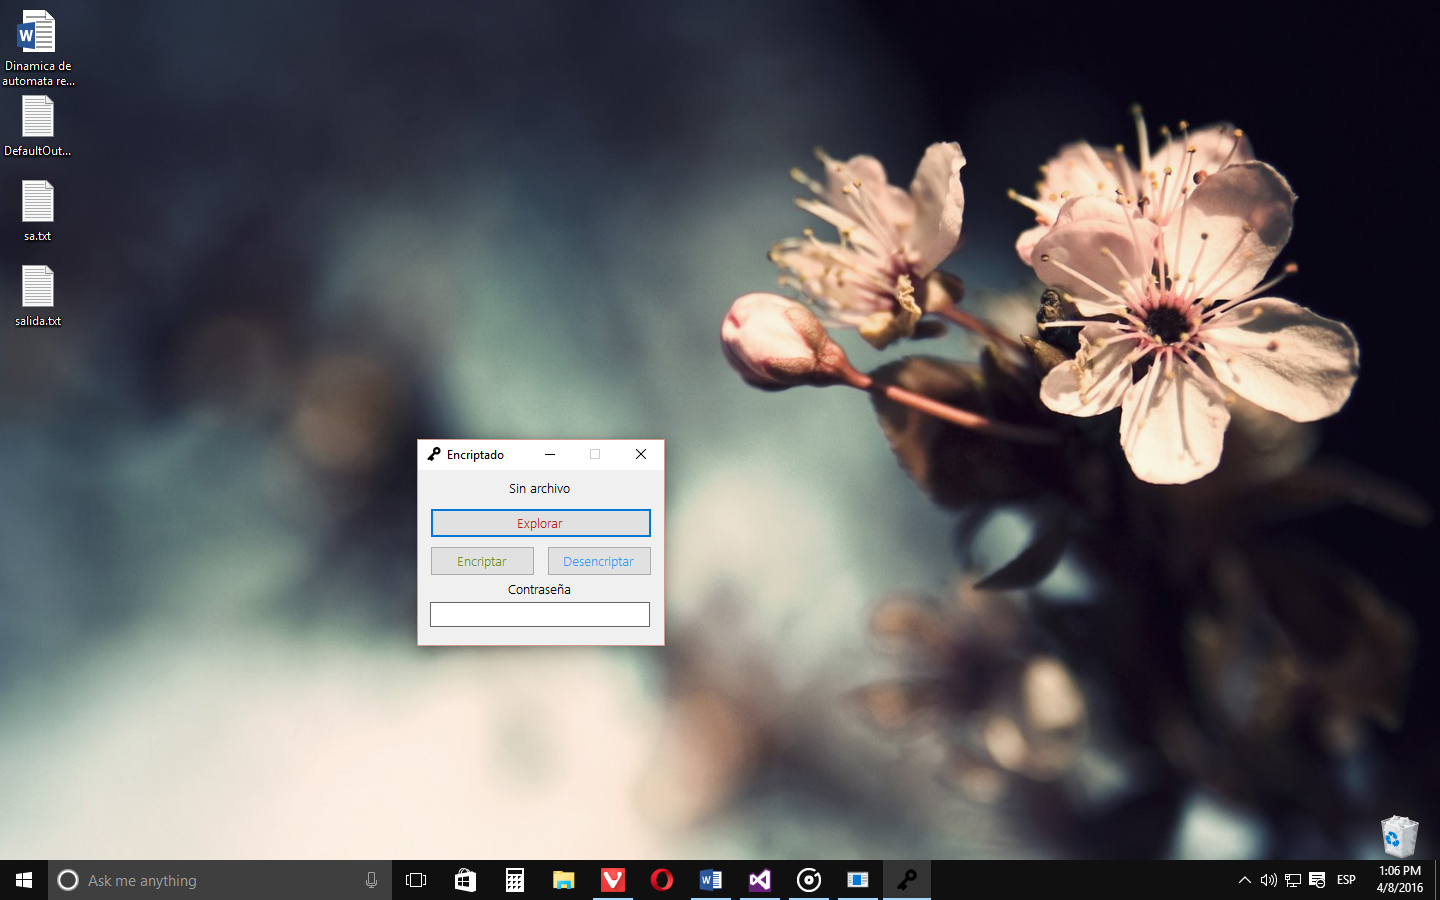 Dinamica de
automata re...
DefaultOut...
sa.txt
salida.txt
Encriptado
Sin archivo
Explorar
Encriptar
Desencriptar
Contraseña
Ask me anything
ESP
1:06 PM
4/8/2016